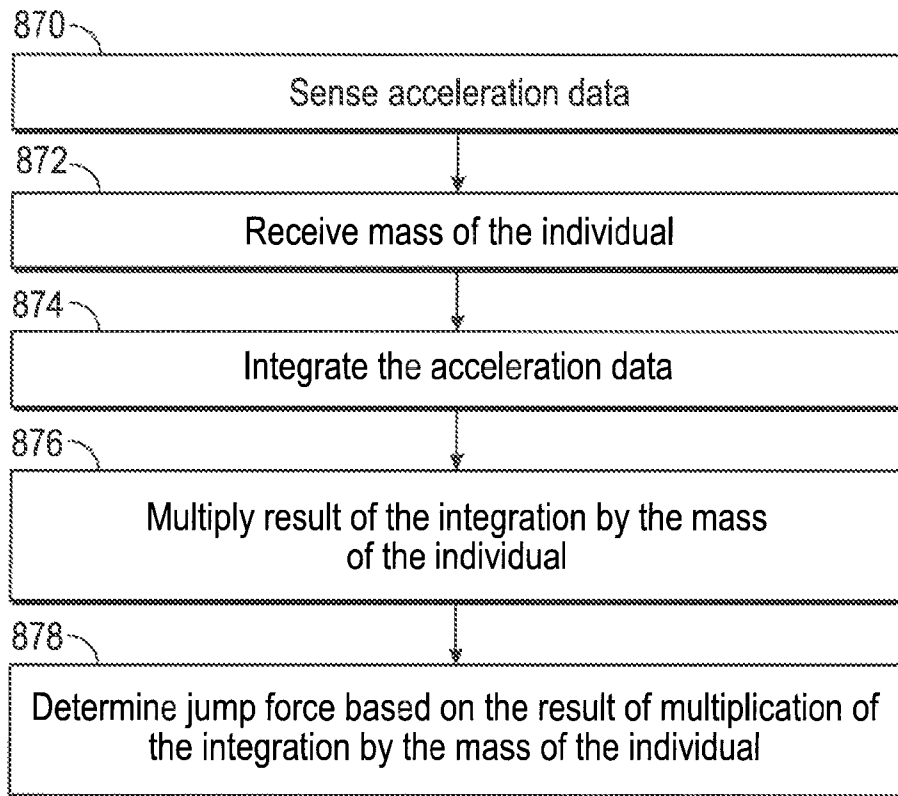 870
Sense acceleration data
872
Receive mass of the individual
874
Integrate the acceleration data
876
Multiply result of the integration by the mass
of the individual
878
Determine jump force based on the result of multiplication of
the integration by the mass of the individual